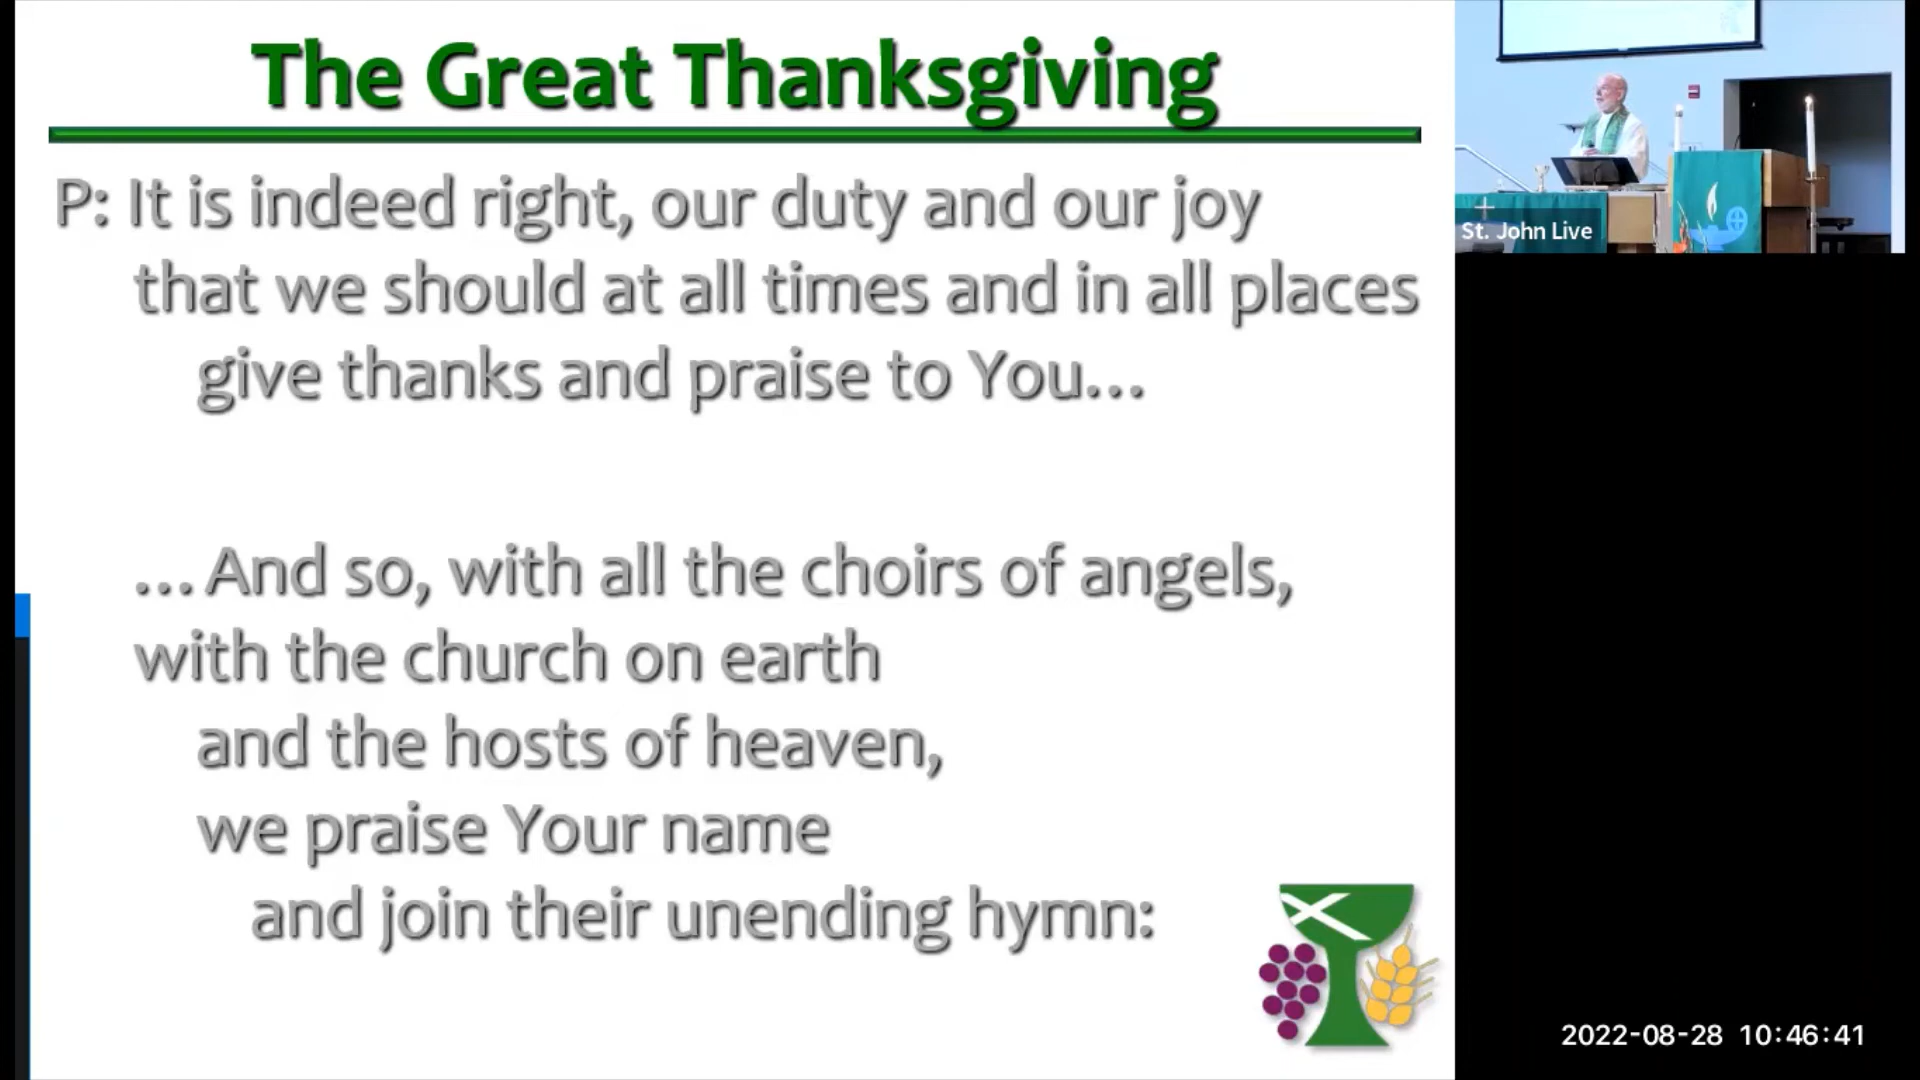 The Great Thanksgiving
P: It is indeed right, our duty and our joy
that we should at all times and in all places
give thanks and praise to You...
...And so, with all the choirs of angels,
with the church on earth
and the hosts of heaven,
we praise Your name
and join their unending hymn:
St. John Live
2022-08-28 10:46:41